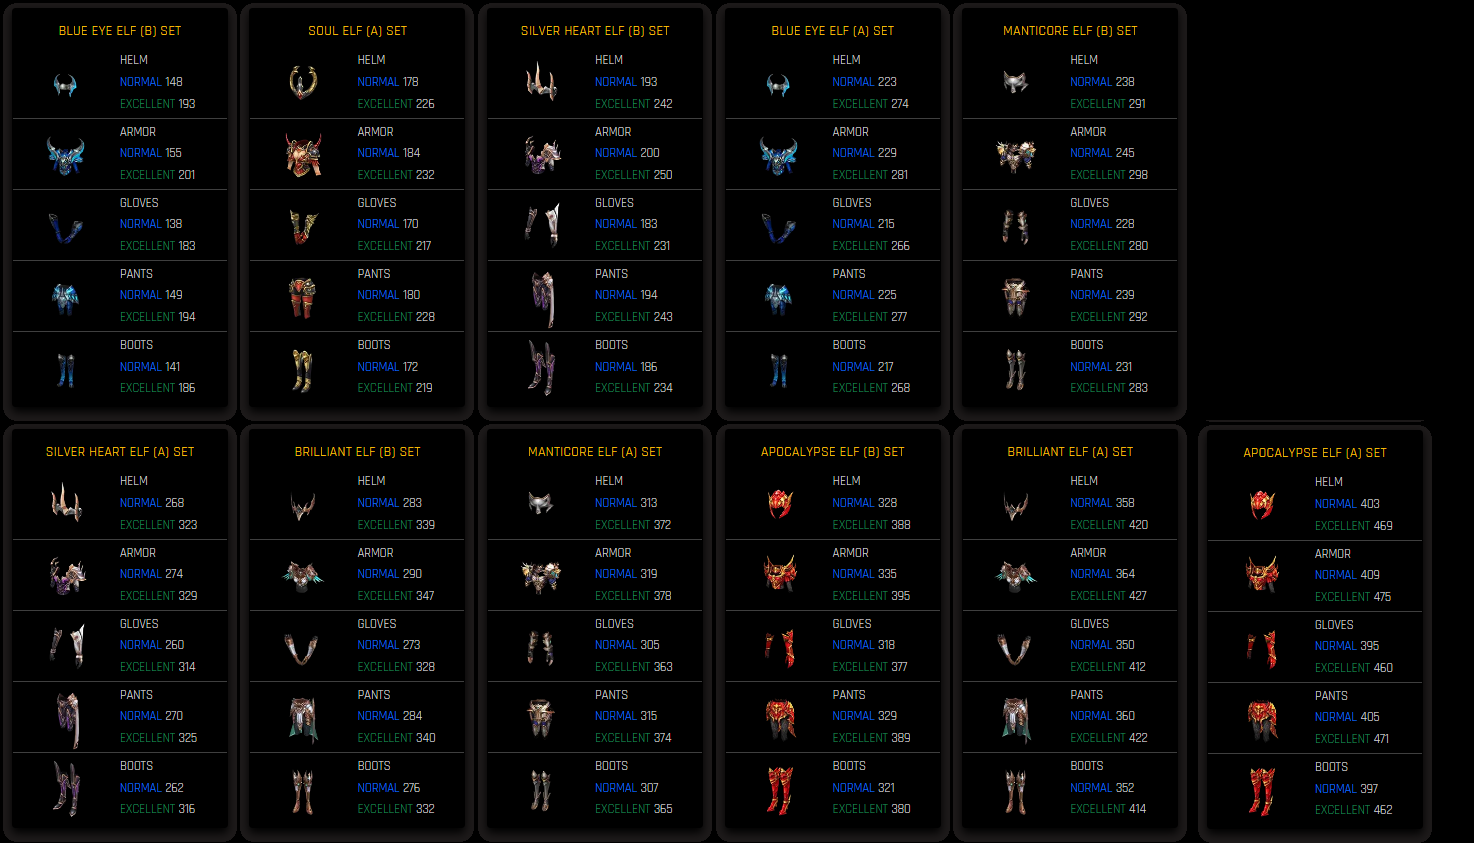 BLUE EYE ELF (B) SET
HELM
NORMAL 148
EXCELLENT 193
ARMOR
NORMAL 155
EXCELLENT 201
GLOVES
NORMAL 138
EXCELLENT 183
PANTS
NORMAL 149
EXCELLENT 194
BOOTS
NORMAL 141
EXCELLENT 186
SOUL ELF (A) SET
HELM
NORMAL 178
EXCELLENT 226
ARMOR
NORMAL 184
EXCELLENT 232
GLOVES
NORMAL 170
EXCELLENT 217
PANTS
NORMAL 180
EXCELLENT 228
BOOTS
NORMAL 172
EXCELLENT 219
SILVER HEART ELF (B) SET
HELM
NORMAL 193
EXCELLENT 242
ARMOR
NORMAL 200
EXCELLENT 250
GLOVES
NORMAL 183
EXCELLENT 231
PANTS
NORMAL 194
EXCELLENT 243
BOOTS
NORMAL 186
EXCELLENT 234
BLUE EYE ELF (A) SET
HELM
NORMAL 223
EXCELLENT 274
ARMOR
NORMAL 229
EXCELLENT 281
GLOVES
NORMAL 215
EXCELLENT 266
PANTS
NORMAL 225
EXCELLENT 277
BOOTS
NORMAL 217
EXCELLENT 268
MANTICORE ELF (B) SET
HELM
NORMAL 238
EXCELLENT 291
ARMOR
NORMAL 245
EXCELLENT 298
GLOVES
NORMAL 228
EXCELLENT 280
PANTS
NORMAL 239
EXCELLENT 292
BOOTS
NORMAL 231
EXCELLENT 283
SILVER HEART ELF (A) SET
HELM
NORMAL 268
EXCELLENT 323
ARMOR
NORMAL 274
EXCELLENT 329
GLOVES
NORMAL 260
EXCELLENT 314
PANTS
NORMAL 270
EXCELLENT 325
BOOTS
NORMAL 262
EXCELLENT 316
BRILLIANT ELF (B) SET
HELM
NORMAL 283
EXCELLENT 339
ARMOR
NORMAL 290
EXCELLENT 347
GLOVES
NORMAL 273
EXCELLENT 328
PANTS
NORMAL 284
EXCELLENT 340
BOOTS
NORMAL 276
EXCELLENT 332
MANTICORE ELF (A) SET
HELM
NORMAL 313
EXCELLENT 372
ARMOR
NORMAL 319
EXCELLENT 378
GLOVES
NORMAL 305
EXCELLENT 363
PANTS
NORMAL 315
EXCELLENT 374
BOOTS
NORMAL 307
EXCELLENT 365
APOCALYPSE ELF (B) SET
HELM
NORMAL 328
EXCELLENT 388
ARMOR
NORMAL 335
EXCELLENT 395
GLOVES
NORMAL 318
EXCELLENT 377
PANTS
NORMAL 329
EXCELLENT 389
BOOTS
NORMAL 321
EXCELLENT 380
BRILLIANT ELF (A) SET
HELM
NORMAL 358
EXCELLENT 420
ARMOR
NORMAL 364
EXCELLENT 427
GLOVES
NORMAL 350
EXCELLENT 412
PANTS
NORMAL 360
EXCELLENT 422
BOOTS
NORMAL 352
EXCELLENT 414
APOCALYPSE ELF (A) SET
HELM
NORMAL 403
EXCELLENT 469
ARMOR
NORMAL 409
EXCELLENT 475
GLOVES
NORMAL 395
EXCELLENT 460
PANTS
NORMAL 405
EXCELLENT 471
BOOTS
NORMAL 397
EXCELLENT 462